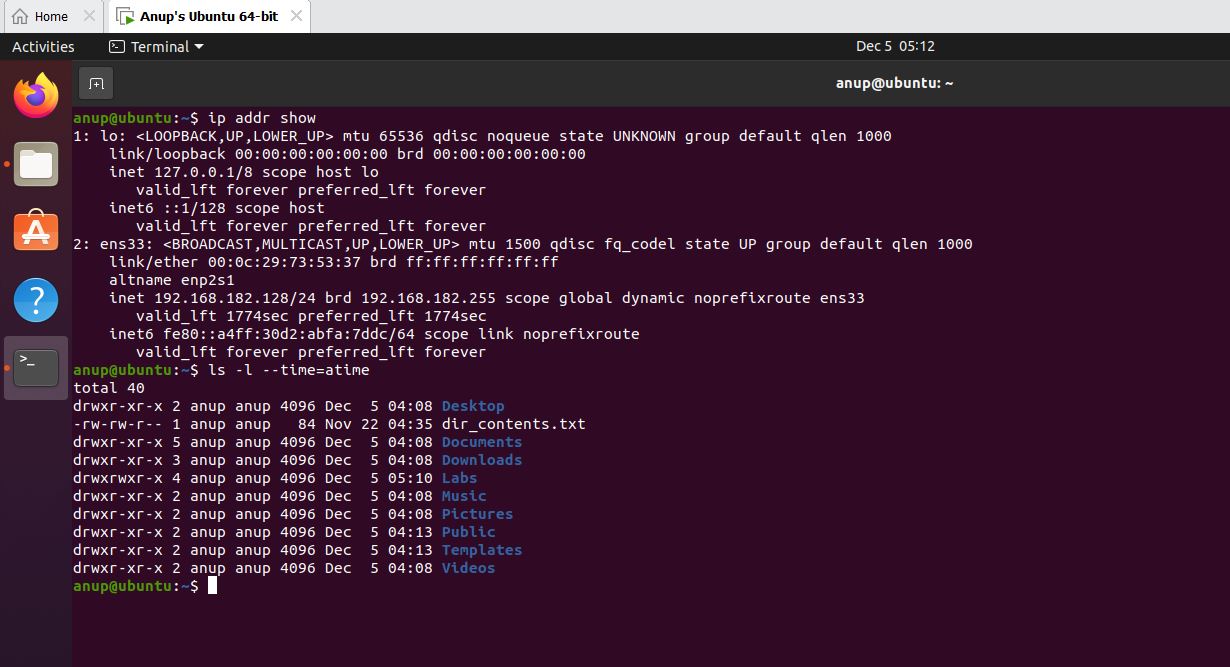 Home
Anup's Ubuntu 64-bit
Activities
Terminal
Dec 5 05:12
anup@ubuntu: ~
anup@ubuntu:~$ ip addr show
1: lo: <LOOPBACK,UP,LOWER_UP> mtu 65536 qdisc noqueue state UNKNOWN group default qlen 1000
    link/loopback 00:00:00:00:00:00 brd 00:00:00:00:00:00
    inet 127.0.0.1/8 scope host lo
       valid_lft forever preferred_lft forever
    inet6 ::1/128 scope host
       valid_lft forever preferred_lft forever
2: ens33: <BROADCAST,MULTICAST,UP,LOWER_UP> mtu 1500 qdisc fq_codel state UP group default qlen 1000
    link/ether 00:0c:29:73:53:37 brd ff:ff:ff:ff:ff:ff
    altname enp2s1
    inet 192.168.182.128/24 brd 192.168.182.255 scope global dynamic noprefixroute ens33
       valid_lft 1774sec preferred_lft 1774sec
    inet6 fe80::a4ff:30d2:abfa:7ddc/64 scope link noprefixroute
       valid_lft forever preferred_lft forever
anup@ubuntu:~$ ls -l --time=atime
total 40
drwxr-xr-x 2 anup anup 4096 Dec  5 04:08 Desktop
-rw-rw-r-- 1 anup anup   84 Nov 22 04:35 dir_contents.txt
drwxr-xr-x 5 anup anup 4096 Dec  5 04:08 Documents
drwxr-xr-x 3 anup anup 4096 Dec  5 04:08 Downloads
drwxrwxr-x 4 anup anup 4096 Dec  5 05:10 Labs
drwxr-xr-x 2 anup anup 4096 Dec  5 04:08 Music
drwxr-xr-x 2 anup anup 4096 Dec  5 04:08 Pictures
drwxr-xr-x 2 anup anup 4096 Dec  5 04:13 Public
drwxr-xr-x 2 anup anup 4096 Dec  5 04:13 Templates
drwxr-xr-x 2 anup anup 4096 Dec  5 04:08 Videos
anup@ubuntu:~$